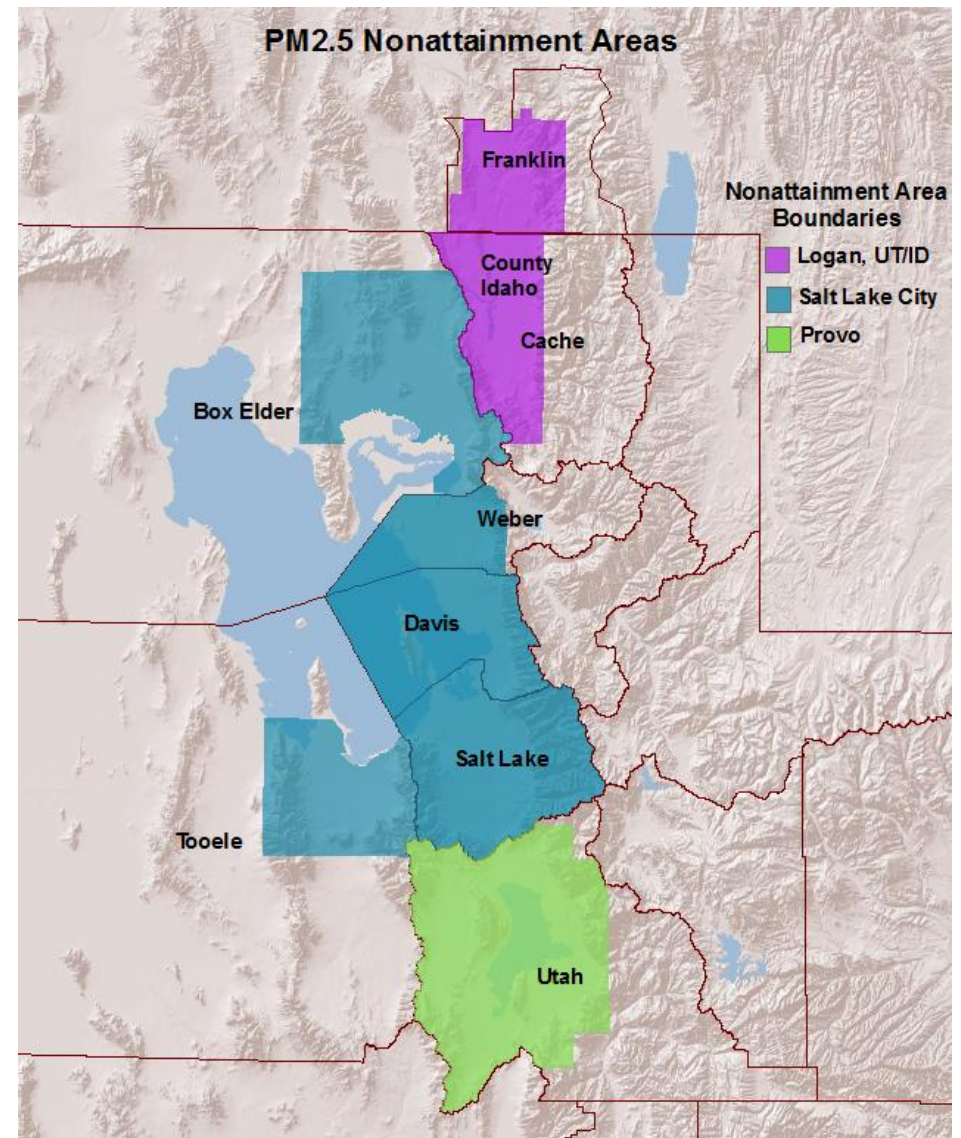 PM2.5 Nonattainment Areas
Franklin
Nonattainment Area
Boundaries
Logan, UT/ID
Salt Lake City
Provo
County
Idaho
Cache
Box Elder
Weber
Davis
Salt Lake
Tooele
Utah